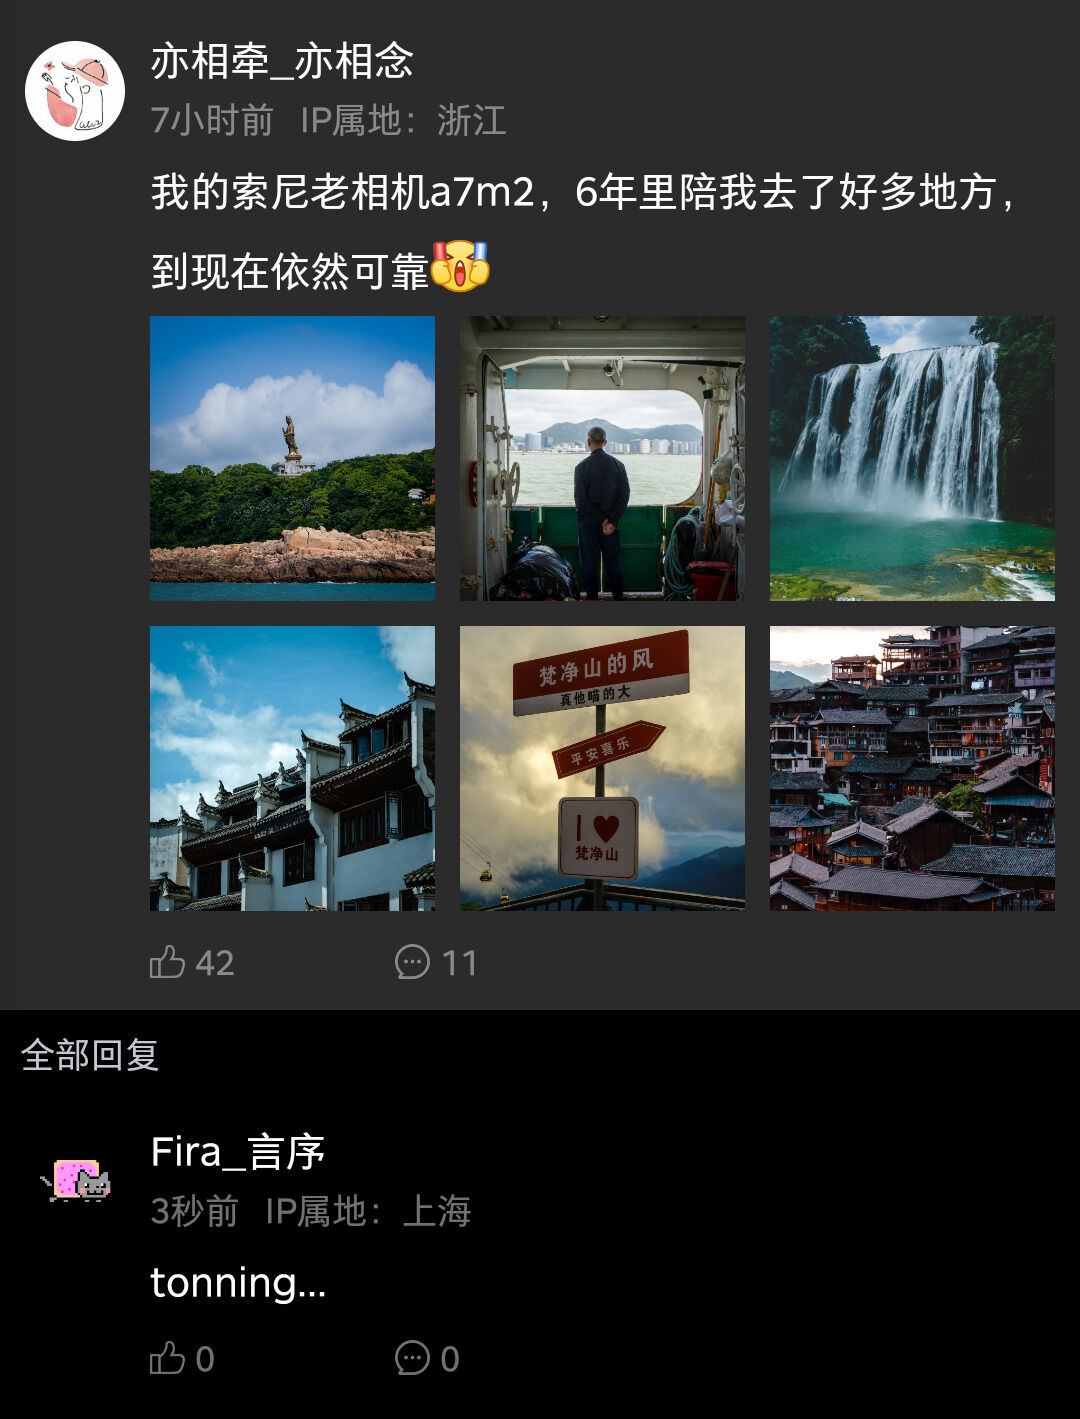 亦相牵_亦相念
7小时前 IP属地：浙江
我的索尼老相机a7m2，6年里陪我去了好多地方，
到现在依然可靠
梵净山的风
真他喵的大
平安喜乐
I
梵净山
42
11
全部回复
Fira_言序
3秒前 IP属地：上海
tonning...
0
0